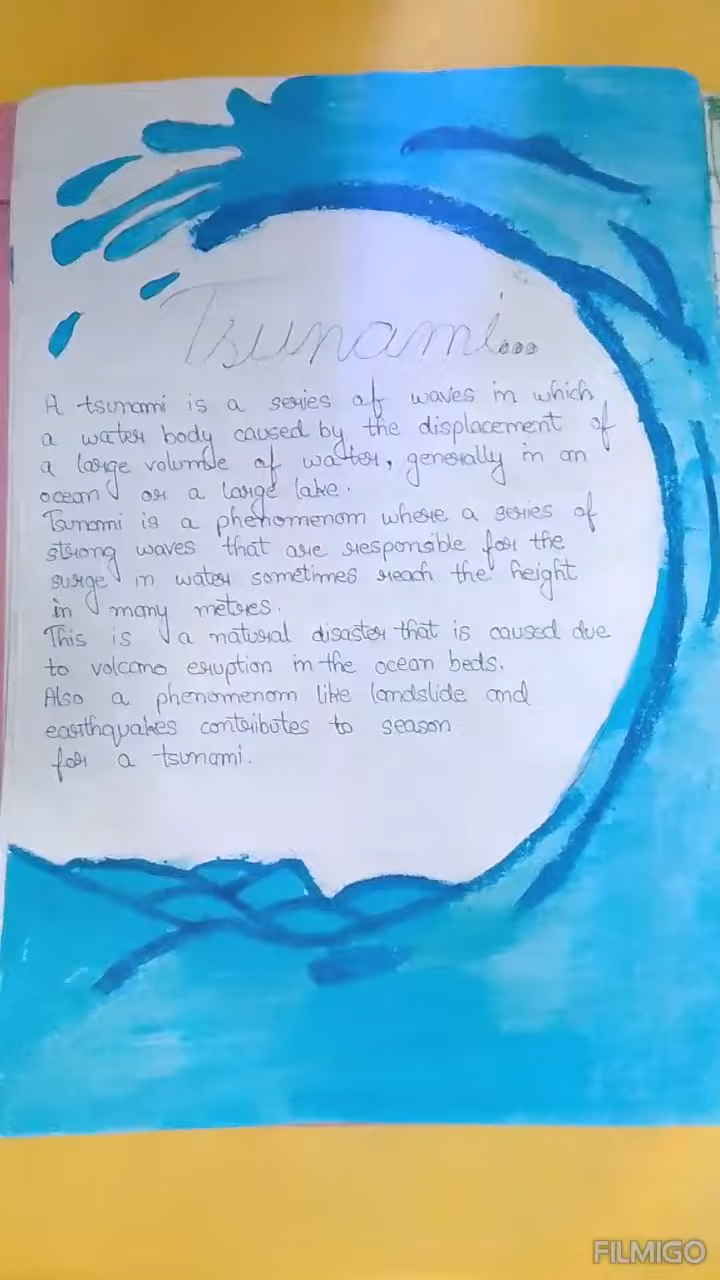 Tsunami...
A tsunami is a series of waves in which
a water body caused by the displacement of
a large volumble of water, generally in an
ocean or a large lake.
Tsunami is a phenomenom where a series of
strong waves that are responsible for the
surge in water sometimes reach the height
in many metres.
This is a natural disaster that is caused due
to volcano eruption in the ocean beds.
Also a phenomenom like landslide and
earthquakes contributes to season
for a tsunami.
FILMIGO